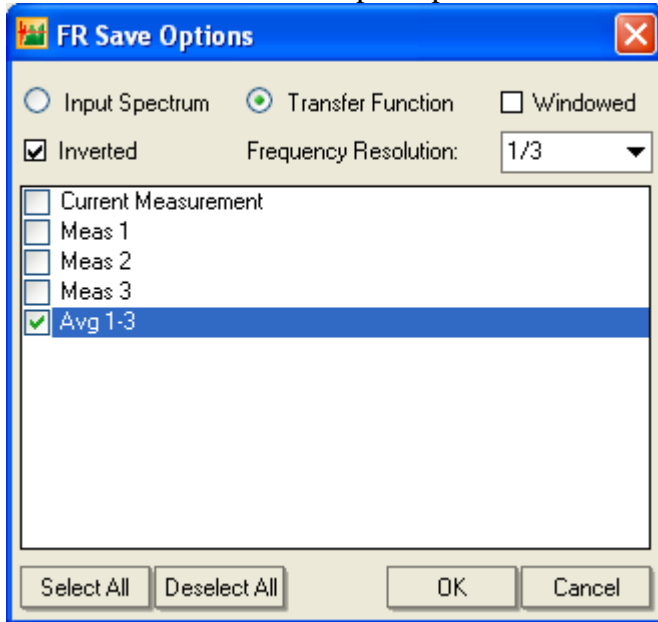 FR Save Options
Input Spectrum Transfer Function Windowed
Inverted Frequency Resolution: 1/3
Current Measurement
Meas 1
Meas 2
Meas 3
Avg 1-3
Select All Deselect All OK Cancel